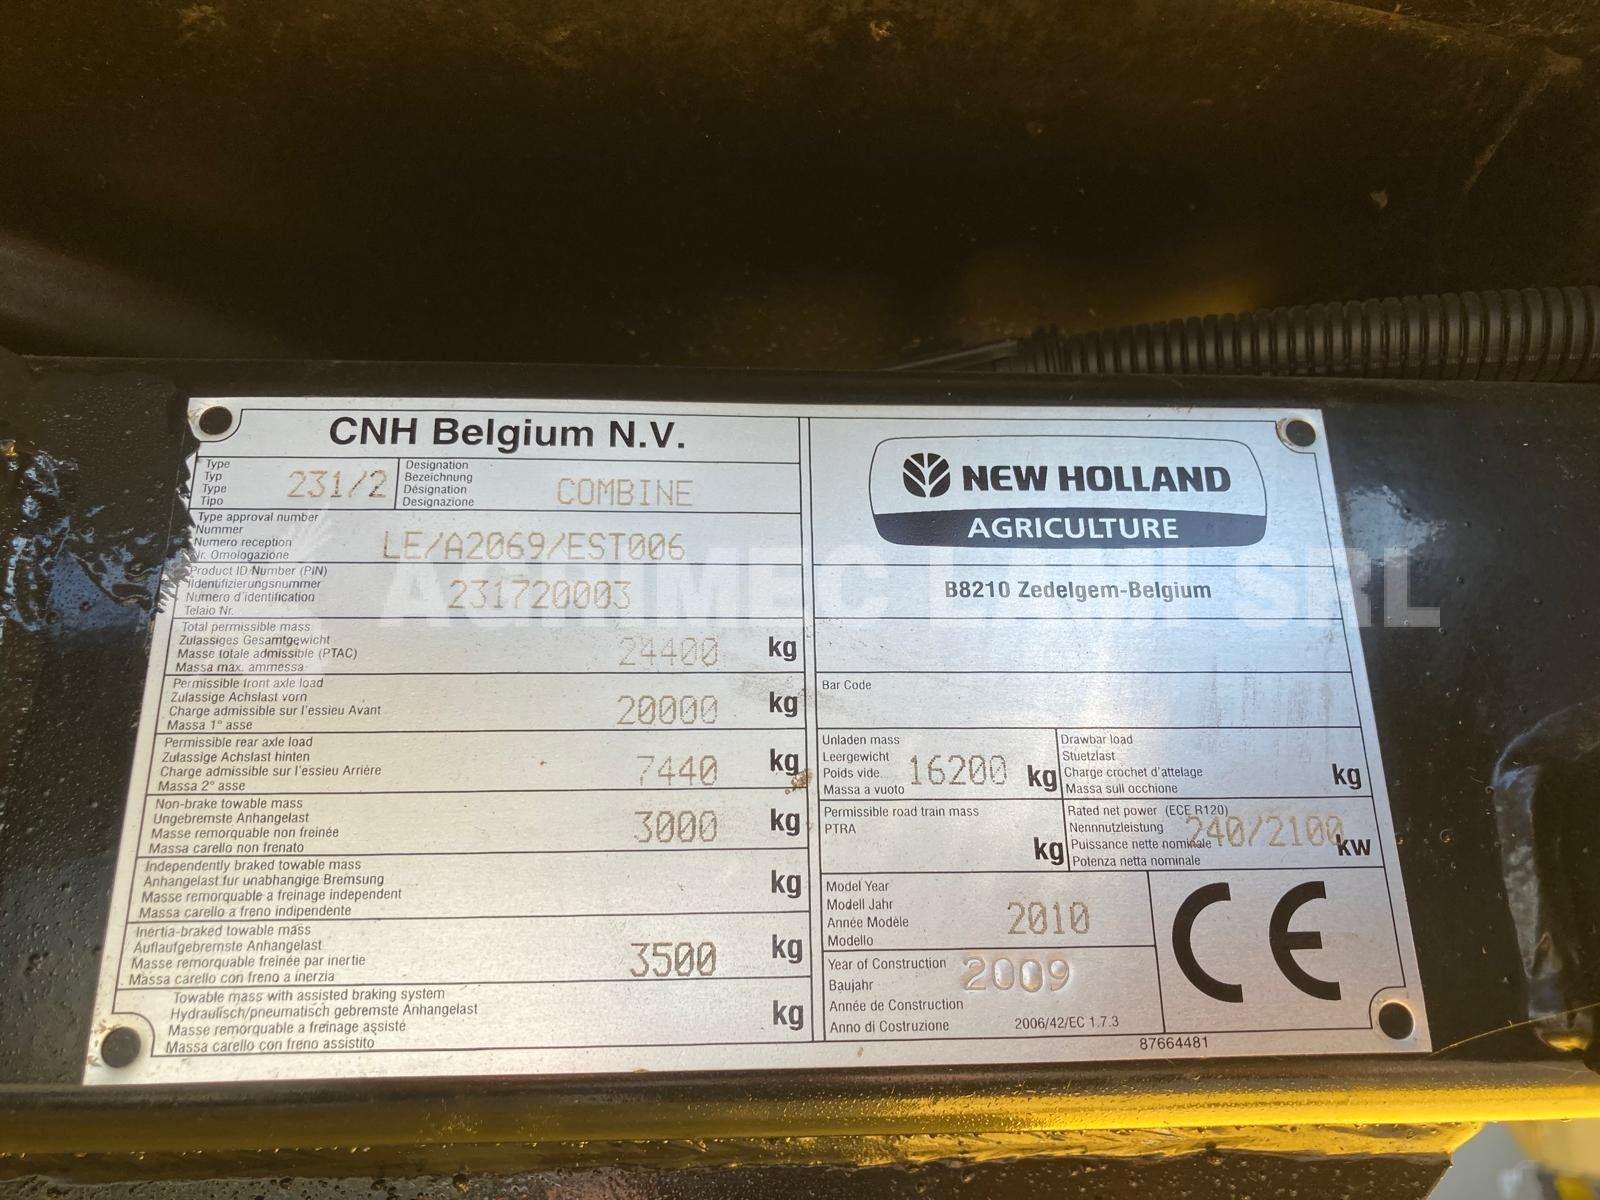 CNH Belgium N.V.
Type
Typ
Type
Tipo
231/2
Designation
Bezeichnung
Désignation
Designazione
COMBINE
Type approval number
Nummer
Numero reception
Nr. Omologazione
LE/A2069/EST006
Product ID Number (PIN)
Identifizierungsnummer
Numero d'identification
Telaio Nr.
231720003
Total permissible mass
Zulassiges Gesamtgewicht
Masse totale admissible (PTAC)
Massa max. ammessa
24400 kg
Permissible front axle load
Zulassige Achslast vorn
Charge admissible sur l'essieu Avant
Massa 1° asse
20000 kg
Permissible rear axle load
Zulassige Achslast hinten
Charge admissible sur l'essieu Arrière
Massa 2° asse
7440 kg
Non-brake towable mass
Ungebremste Anhangelast
Masse remorquable non freinée
Massa carello non frenato
3000 kg
Independently braked towable mass
Anhangelast fur unabhangige Bremsung
Masse remorquable a freinage independent
Massa carello a freno indipendente
kg
Inertia-braked towable mass
Auflaufgebremste Anhangelast
Masse remorquable freinée par inertie
Massa carello con freno a inerzia
3500 kg
Towable mass with assisted braking system
Hydraulisch/pneumatisch gebremste Anhangelast
Masse remorquable a freinage assisté
Massa carello con freno assistito
kg
NEW HOLLAND
AGRICULTURE
B8210 Zedelgem-Belgium
Bar Code
Unladen mass
Leergewicht
Poids vide
Massa a vuoto
16200 kg
Drawbar load
Stuetzlast
Charge crochet d'attelage
Massa sull occhione
kg
Permissible road train mass
PTRA
kg
Rated net power (ECE R120)
Nennnutzleistung
Puissance nette nominale
Potenza netta nominale
240/2100 kW
Model Year
Modell Jahr
Année Modèle
Modello
2010
Year of Construction
Baujahr
Année de Construction
Anno di Costruzione
2009
2006/42/EC 1.7.3
CE
87664481